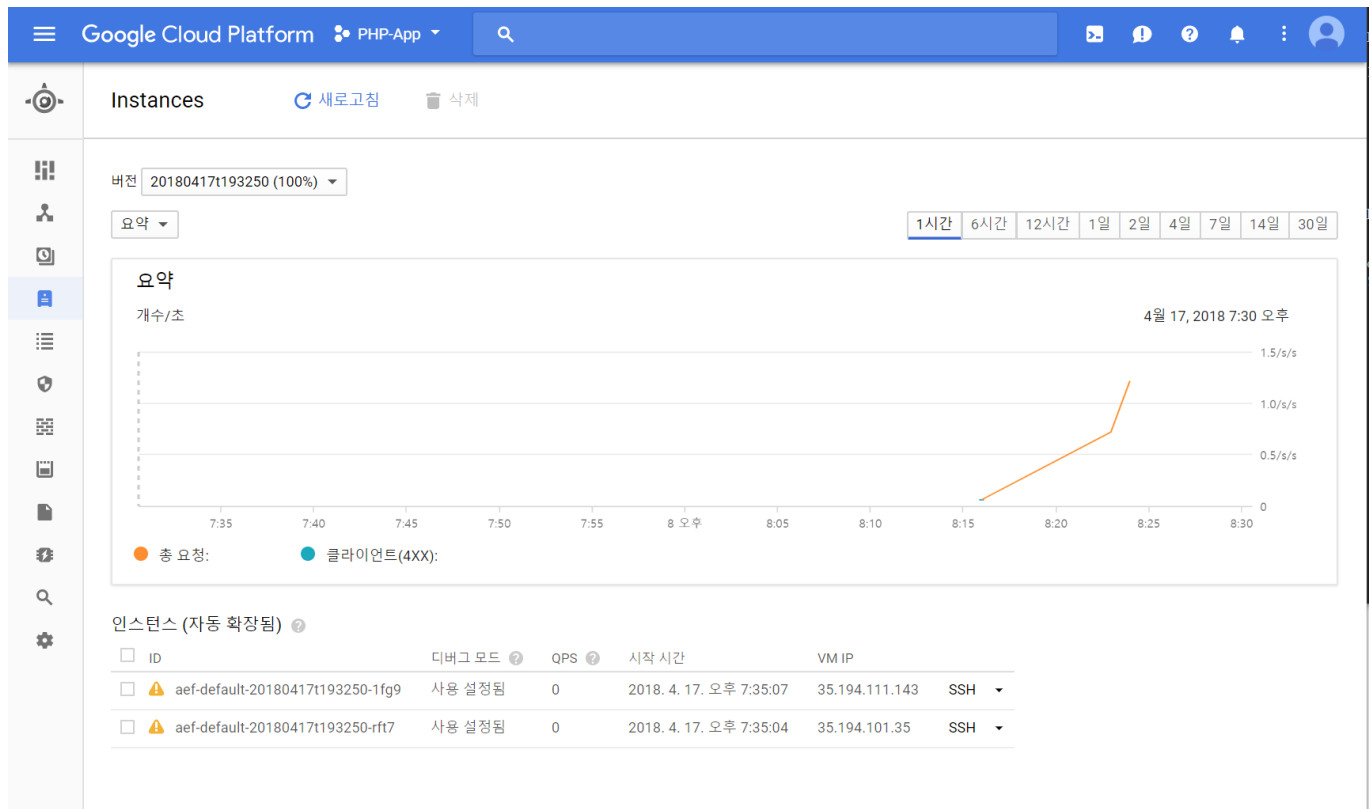 Google Cloud Platform PHP-App
Instances 새로고침 삭제
버전 20180417t193250 (100%)
요약 1시간 6시간 12시간 1일 2일 4일 7일 14일 30일
요약
개수/초 4월 17, 2018 7:30 오후
1.5/s/s
1.0/s/s
0.5/s/s
0
7:35 7:40 7:45 7:50 7:55 8 오후 8:05 8:10 8:15 8:20 8:25 8:30
총 요청: 클라이언트(4XX):
인스턴스 (자동 확장됨)
ID 디버그 모드 QPS 시작 시간 VM IP
aef-default-20180417t193250-1fg9 사용 설정됨 0 2018. 4. 17. 오후 7:35:07 35.194.111.143 SSH
aef-default-20180417t193250-rft7 사용 설정됨 0 2018. 4. 17. 오후 7:35:04 35.194.101.35 SSH